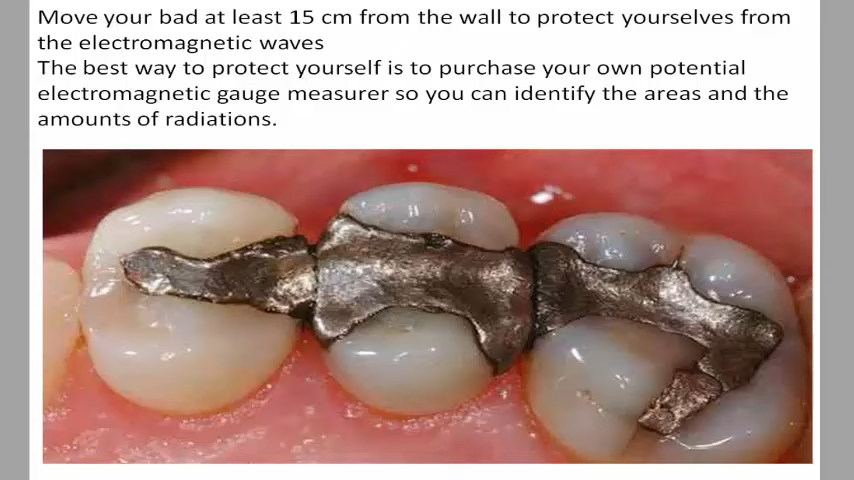 Move your bad at least 15 cm from the wall to protect yourselves from
the electromagnetic waves
The best way to protect yourself is to purchase your own potential
electromagnetic gauge measurer so you can identify the areas and the
amounts of radiations.